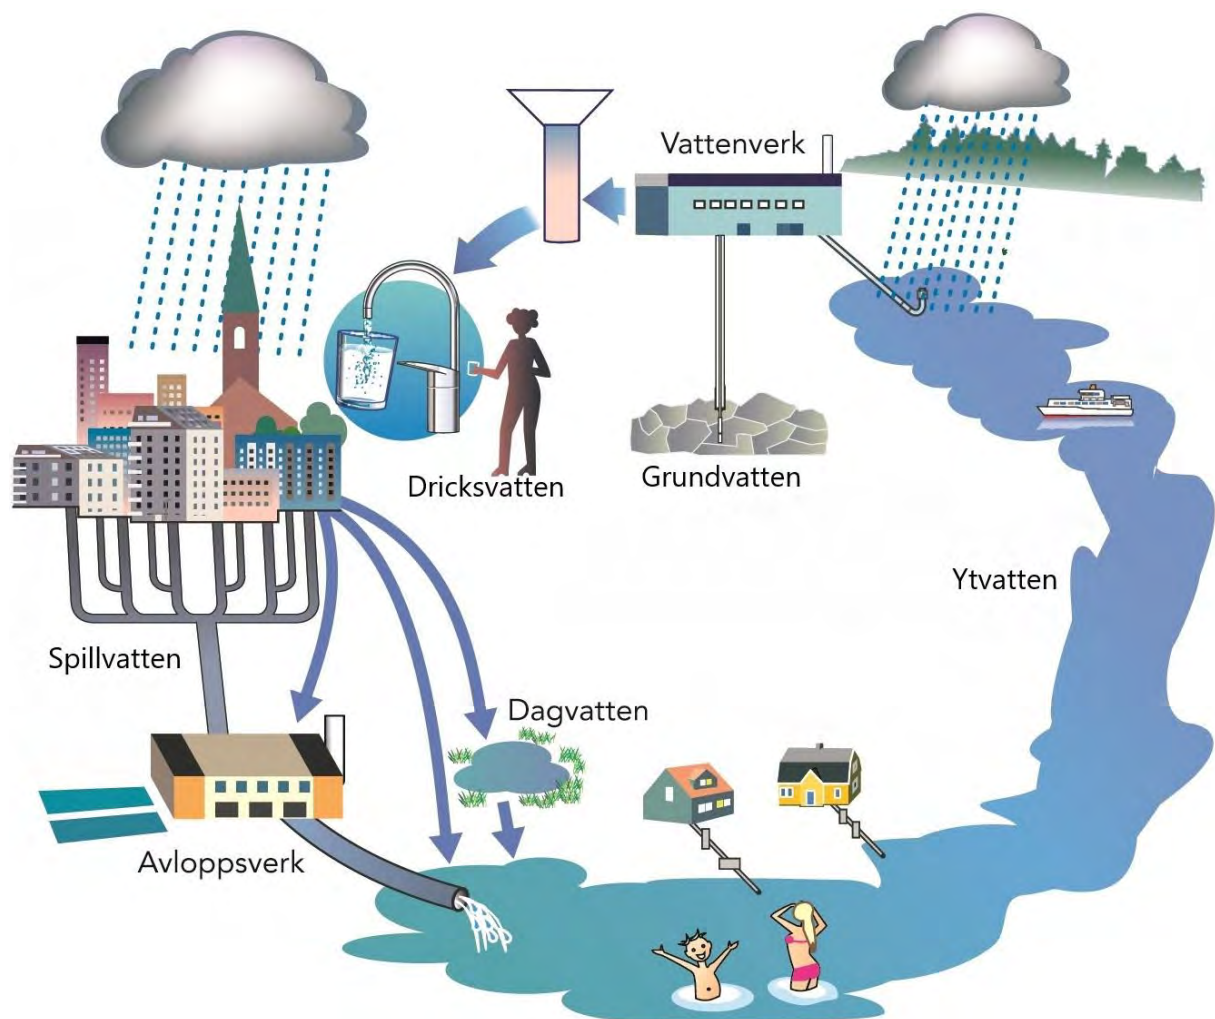 Vattenverk
Dricksvatten
Grundvatten
Ytvatten
Spillvatten
Dagvatten
Avloppsverk